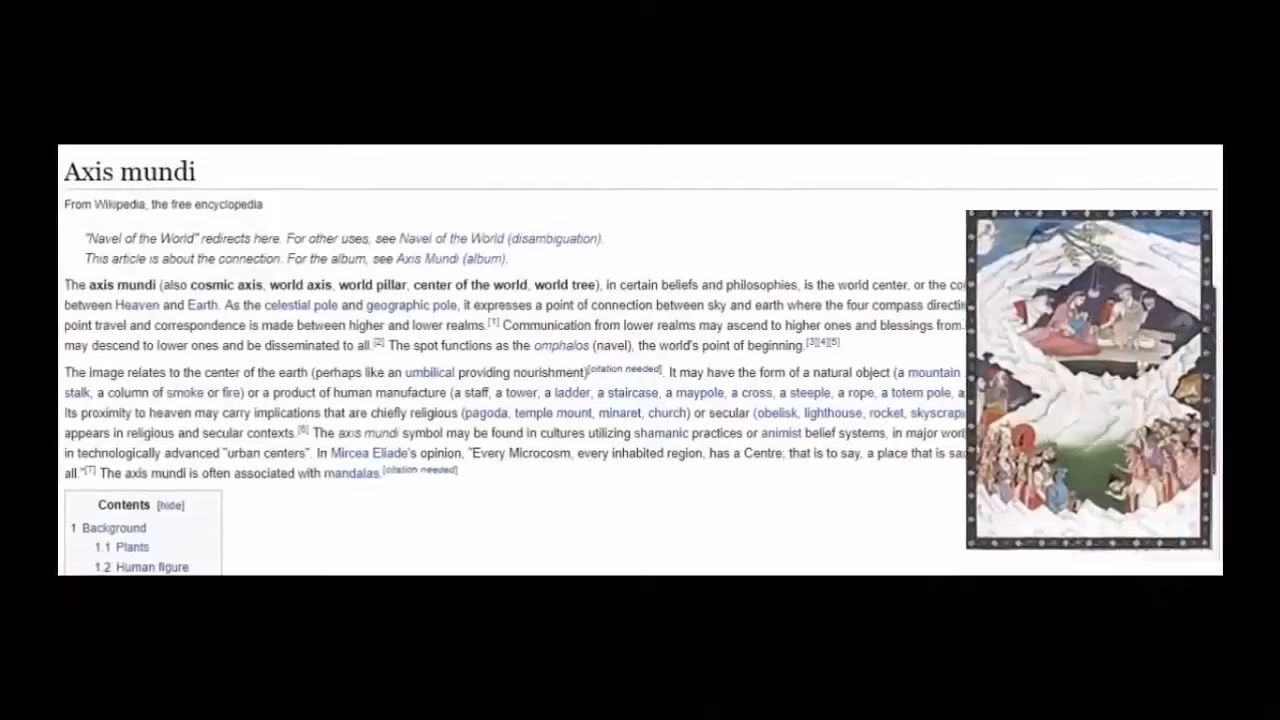 Axis mundi
From Wikipedia, the free encyclopedia
"Navel of the World" redirects here. For other uses, see Navel of the World (disambiguation).
This article is about the connection. For the album, see Axis Mundi (album).
The axis mundi (also cosmic axis, world axis, world pillar, center of the world, world tree), in certain beliefs and philosophies, is the world center, or the co
between Heaven and Earth. As the celestial pole and geographic pole, it expresses a point of connection between sky and earth where the four compass directi
point travel and correspondence is made between higher and lower realms.[1] Communication from lower realms may ascend to higher ones and blessings from
may descend to lower ones and be disseminated to all.[2] The spot functions as the omphalos (navel), the world's point of beginning.[3][4][5]
The image relates to the center of the earth (perhaps like an umbilical providing nourishment)[citation needed]. It may have the form of a natural object (a mountain
stalk, a column of smoke or fire) or a product of human manufacture (a staff, a tower, a ladder, a staircase, a maypole, a cross, a steeple, a rope, a totem pole, a
Its proximity to heaven may carry implications that are chiefly religious (pagoda, temple mount, minaret, church) or secular (obelisk, lighthouse, rocket, skyscrap
appears in religious and secular contexts.[6] The axis mundi symbol may be found in cultures utilizing shamanic practices or animist belief systems, in major worl
in technologically advanced "urban centers". In Mircea Eliade's opinion, "Every Microcosm, every inhabited region, has a Centre; that is to say, a place that is sa
all."[7] The axis mundi is often associated with mandalas.[citation needed]
Contents [hide]
1 Background
1.1 Plants
1.2 Human figure